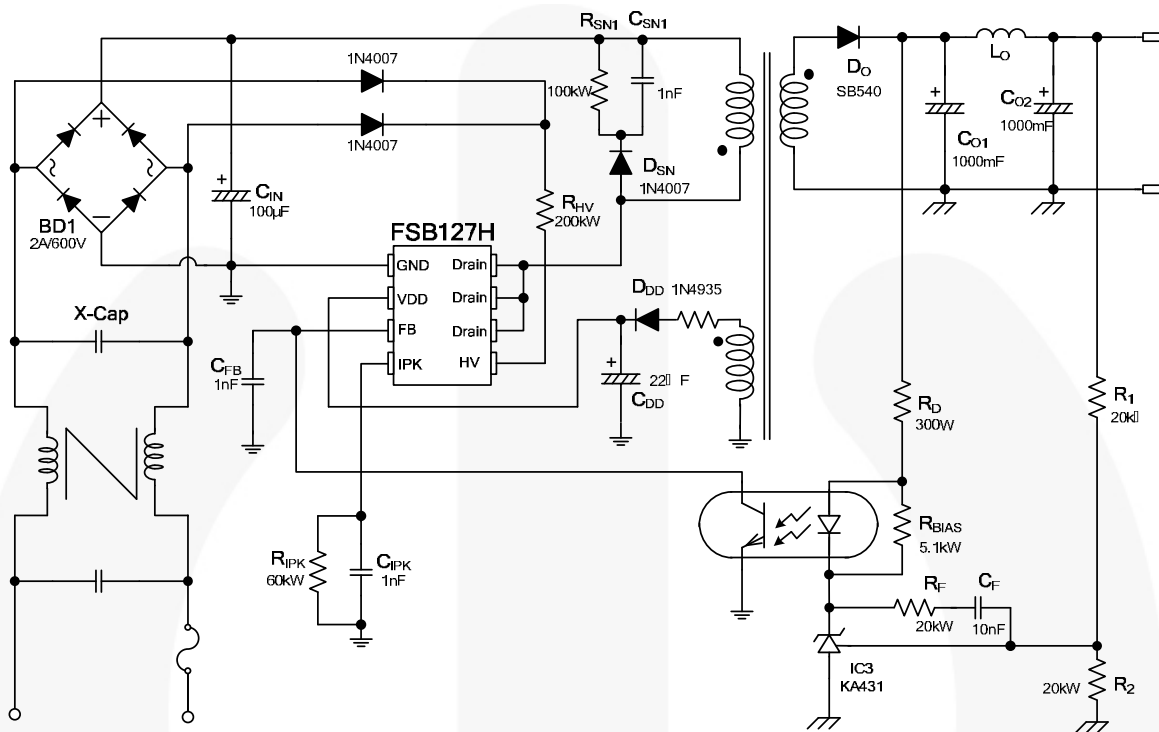 RSN1
CSN1
1N4007
100kW
1nF
DO
SB540
LO
CO2
1000mF
CO1
1000mF
1N4007
DSN
1N4007
+
~
~
−
BD1
2A/600V
+
CIN
100µF
RHV
200kW
FSB127H
GND
Drain
VDD
Drain
FB
Drain
IPK
HV
DDD 1N4935
X-Cap
CFB
1nF
+
22▯ F
CDD
+
+
RD
300W
R1
20k▯
RBIAS
5.1kW
RIPK
60kW
CIPK
1nF
RF
20kW
CF
10nF
IC3
KA431
20kW
R2